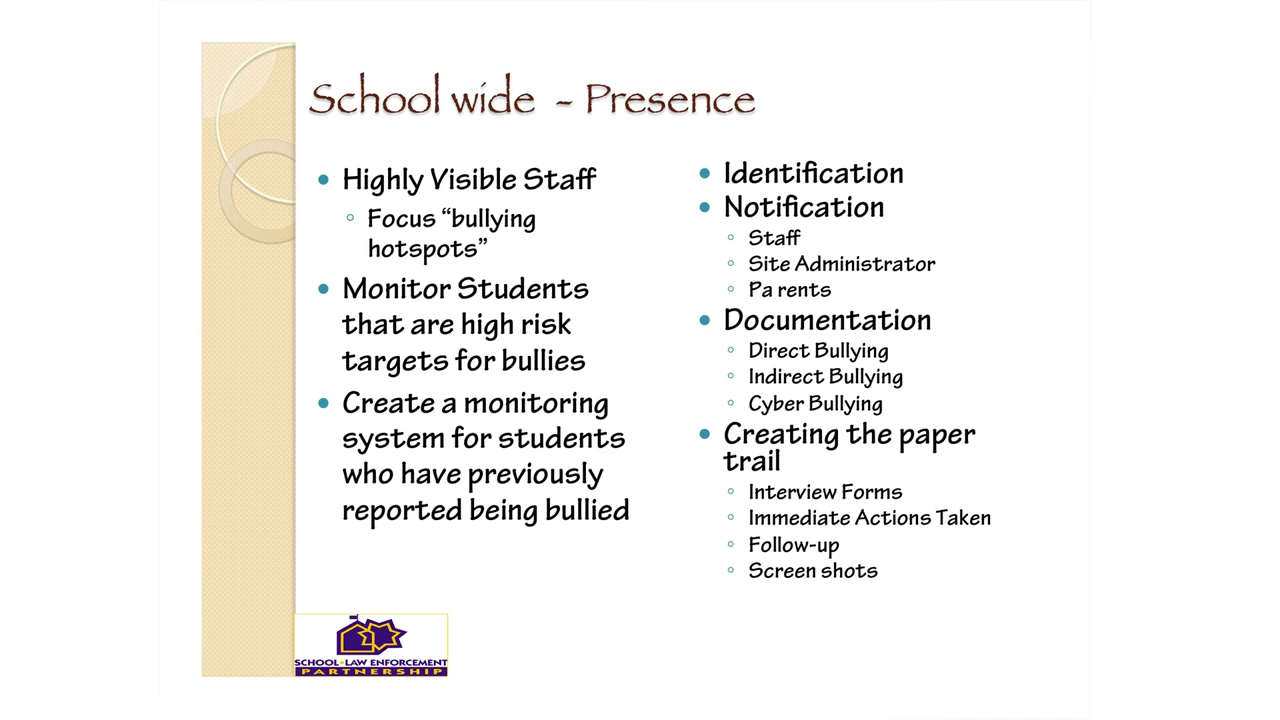 School wide - Presence
Highly Visible Staff
Focus “bullying
hotspots”
Monitor Students
that are high risk
targets for bullies
Create a monitoring
system for students
who have previously
reported being bullied
Identification
Notification
Staff
Site Administrator
Pa rents
Documentation
Direct Bullying
Indirect Bullying
Cyber Bullying
Creating the paper
trail
Interview Forms
Immediate Actions Taken
Follow-up
Screen shots
SCHOOL LAW ENFORCEMENT
PARTNERSHIP